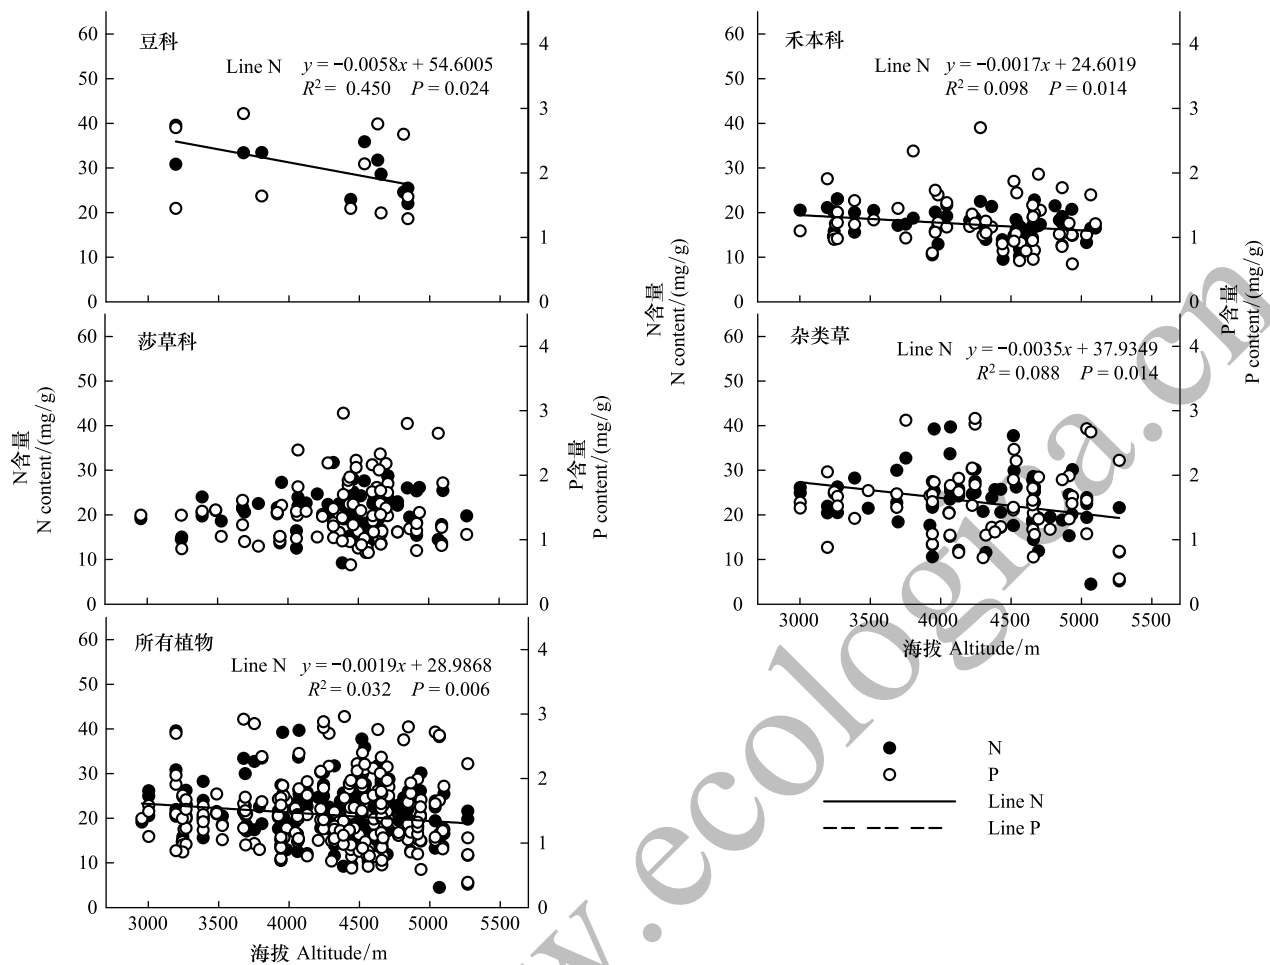 豆科
Line N y = −0.0058x + 54.6005
R² = 0.450 P = 0.024
60
50
40
30
20
10
0
4
3
2
1
0
禾本科
Line N y = −0.0017x + 24.6019
R² = 0.098 P = 0.014
60
50
40
30
20
10
0
4
3
2
1
0
莎草科
60
50
40
30
20
10
0
4
3
2
1
0
N含量
N content/(mg/g)
P含量
P content/(mg/g)
杂类草
Line N y = −0.0035x + 37.9349
R² = 0.088 P = 0.014
60
50
40
30
20
10
0
4
3
2
1
0
N含量
N content/(mg/g)
P含量
P content/(mg/g)
3000 3500 4000 4500 5000 5500
海拔 Altitude/m
所有植物
Line N y = −0.0019x + 28.9868
R² = 0.032 P = 0.006
60
50
40
30
20
10
0
4
3
2
1
0
3000 3500 4000 4500 5000 5500
海拔 Altitude/m
N
P
Line N
Line P
w.ecologica.cn